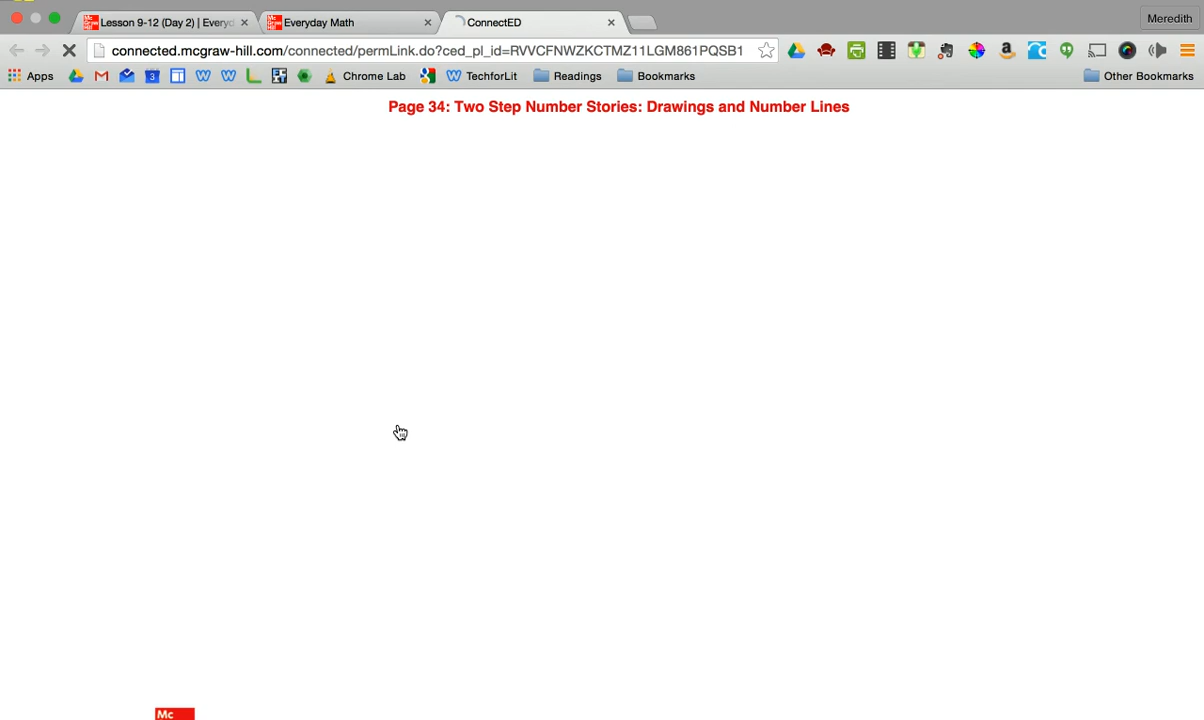 Lesson 9-12 (Day 2) | Everyd
Everyday Math
ConnectED
Meredith
connected.mcgraw-hill.com/connected/permLink.do?ced_pl_id=RVVCFNWZKCTMZ11LGM861PQSB1
Apps
3
Chrome Lab
TechforLit
Readings
Bookmarks
Other Bookmarks
Page 34: Two Step Number Stories: Drawings and Number Lines
Mc